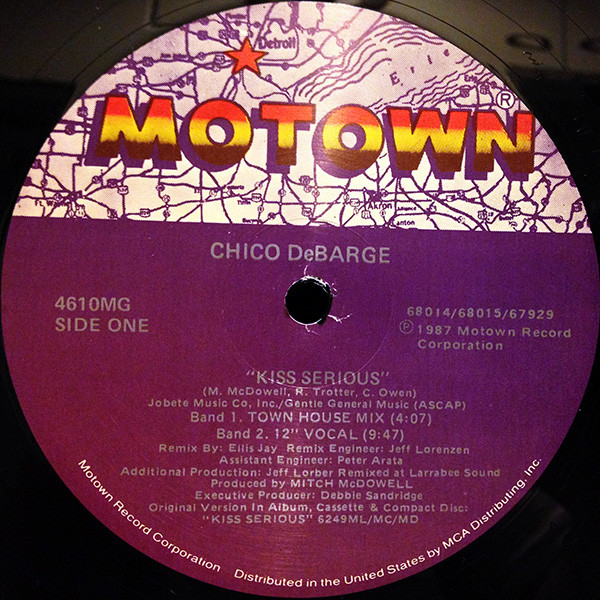 Detroit
Erie
MOTOWN®
Akron
Canton
CHICO DeBARGE
4610MG
SIDE ONE
68014/68015/67929
Ⓟ 1987 Motown Record
Corporation
"KISS SERIOUS"
(M. McDowell, R. Trotter, C. Owen)
Jobete Music Co, Inc./Gentle General Music (ASCAP)
Band 1. TOWN HOUSE MIX (4:07)
Band 2. 12" VOCAL (9:47)
Remix By: Ellis Jay Remix Engineer: Jeff Lorenzen
Assistant Engineer: Peter Arata
Additional Production: Jeff Lorber Remixed at Larrabee Sound
Produced by MITCH McDOWELL
Executive Producer: Debbie Sandridge
Original Version In Album, Cassette & Compact Disc:
"KISS SERIOUS" 6249ML/MC/MD
Motown Record Corporation Distributed in the United States by MCA Distributing, Inc.